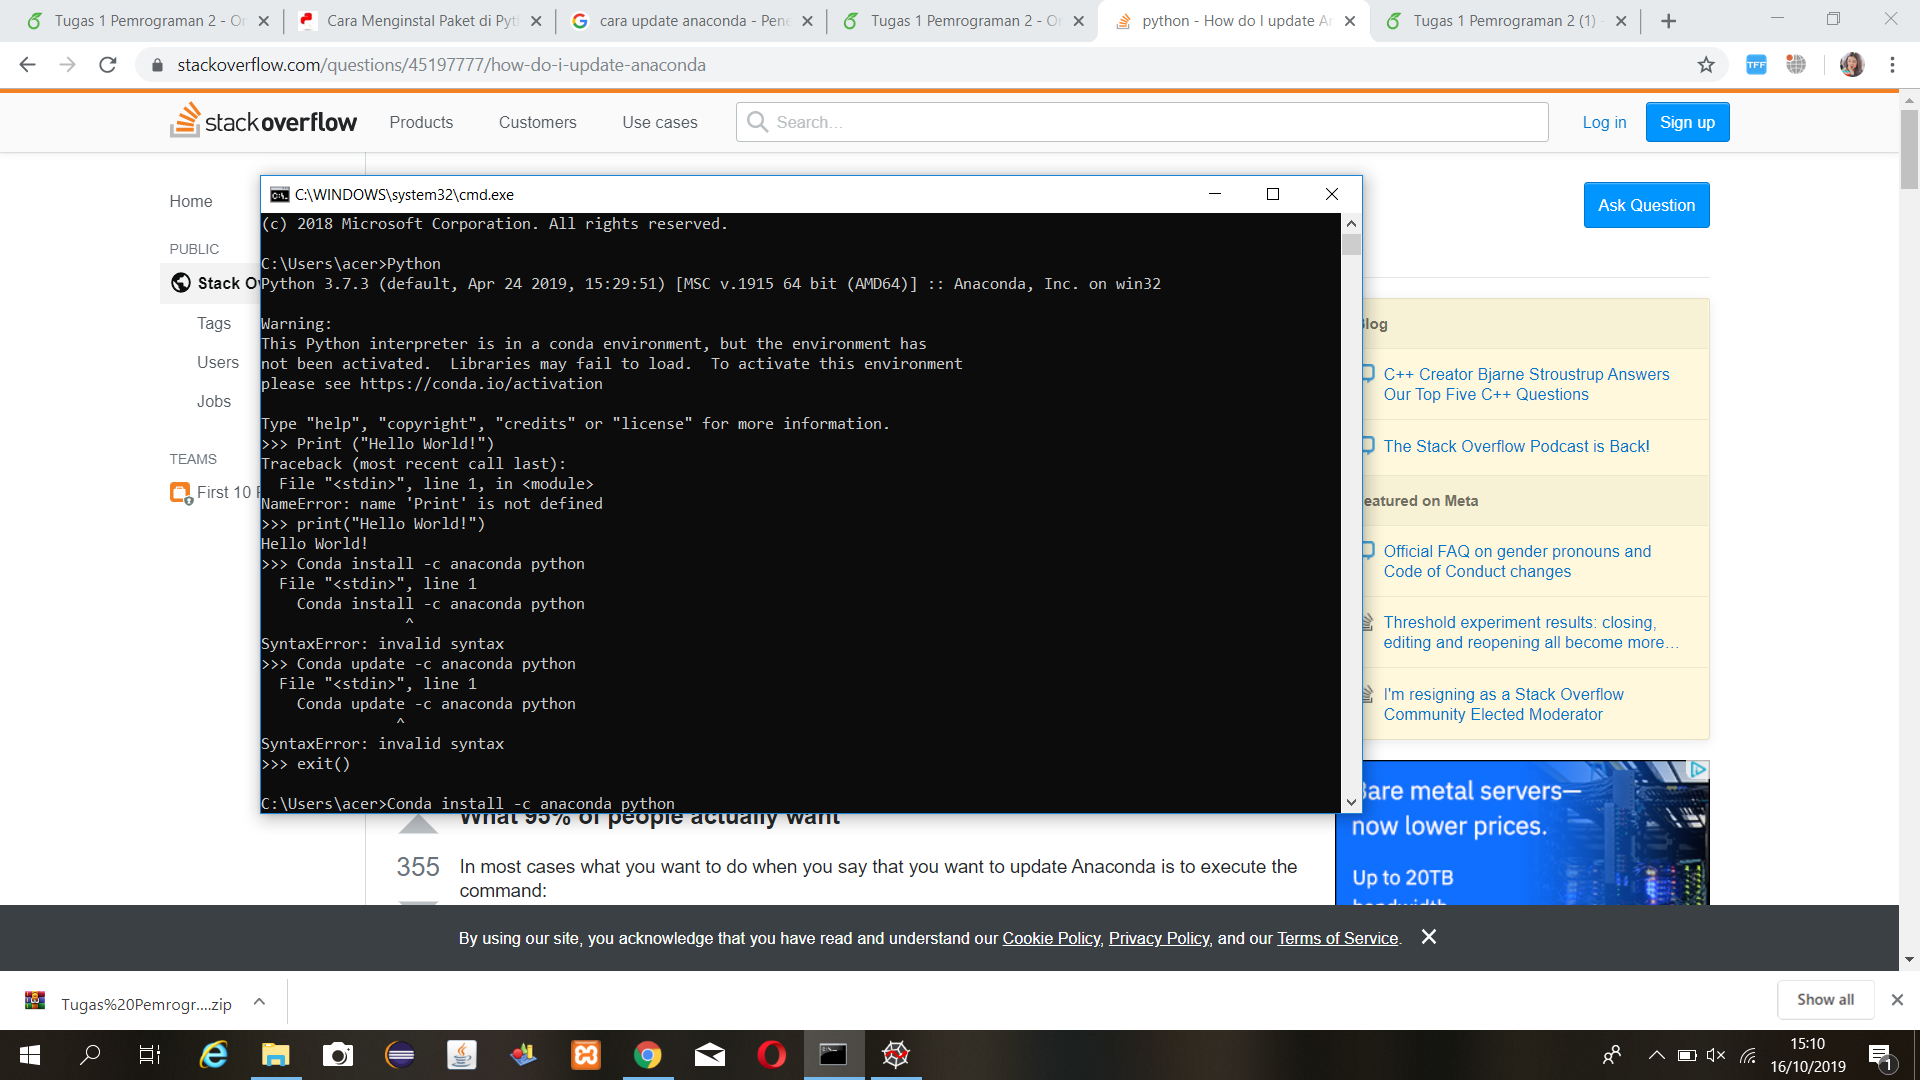 Tugas 1 Pemrograman 2 - Or
Cara Menginstal Paket di Pyt
cara update anaconda - Pene
Tugas 1 Pemrograman 2 - Or
python - How do I update Ar
Tugas 1 Pemrograman 2 (1) -
stackoverflow.com/questions/45197777/how-do-i-update-anaconda
TFF
stackoverflow
Products
Customers
Use cases
Search...
Log in
Sign up
Home
PUBLIC
Stack O
Tags
Users
Jobs
TEAMS
First 10
Ask Question
C:\WINDOWS\system32\cmd.exe
(c) 2018 Microsoft Corporation. All rights reserved.
C:\Users\acer>Python
Python 3.7.3 (default, Apr 24 2019, 15:29:51) [MSC v.1915 64 bit (AMD64)] :: Anaconda, Inc. on win32
Warning:
This Python interpreter is in a conda environment, but the environment has
not been activated.  Libraries may fail to load.  To activate this environment
please see https://conda.io/activation
Type "help", "copyright", "credits" or "license" for more information.
>>> Print ("Hello World!")
Traceback (most recent call last):
  File "<stdin>", line 1, in <module>
NameError: name 'Print' is not defined
>>> print("Hello World!")
Hello World!
>>> Conda install -c anaconda python
  File "<stdin>", line 1
    Conda install -c anaconda python
                ^
SyntaxError: invalid syntax
>>> Conda update -c anaconda python
  File "<stdin>", line 1
    Conda update -c anaconda python
               ^
SyntaxError: invalid syntax
>>> exit()
C:\Users\acer>Conda install -c anaconda python
Blog
C++ Creator Bjarne Stroustrup Answers
Our Top Five C++ Questions
The Stack Overflow Podcast is Back!
eatured on Meta
Official FAQ on gender pronouns and
Code of Conduct changes
Threshold experiment results: closing,
editing and reopening all become more...
I'm resigning as a Stack Overflow
Community Elected Moderator
Bare metal servers—
now lower prices.
Up to 20TB
bandwidth
What 95% of people actually want
355
In most cases what you want to do when you say that you want to update Anaconda is to execute the
command:
By using our site, you acknowledge that you have read and understand our Cookie Policy, Privacy Policy, and our Terms of Service.
Tugas%20Pemrogr....zip
Show all
15:10
16/10/2019
1